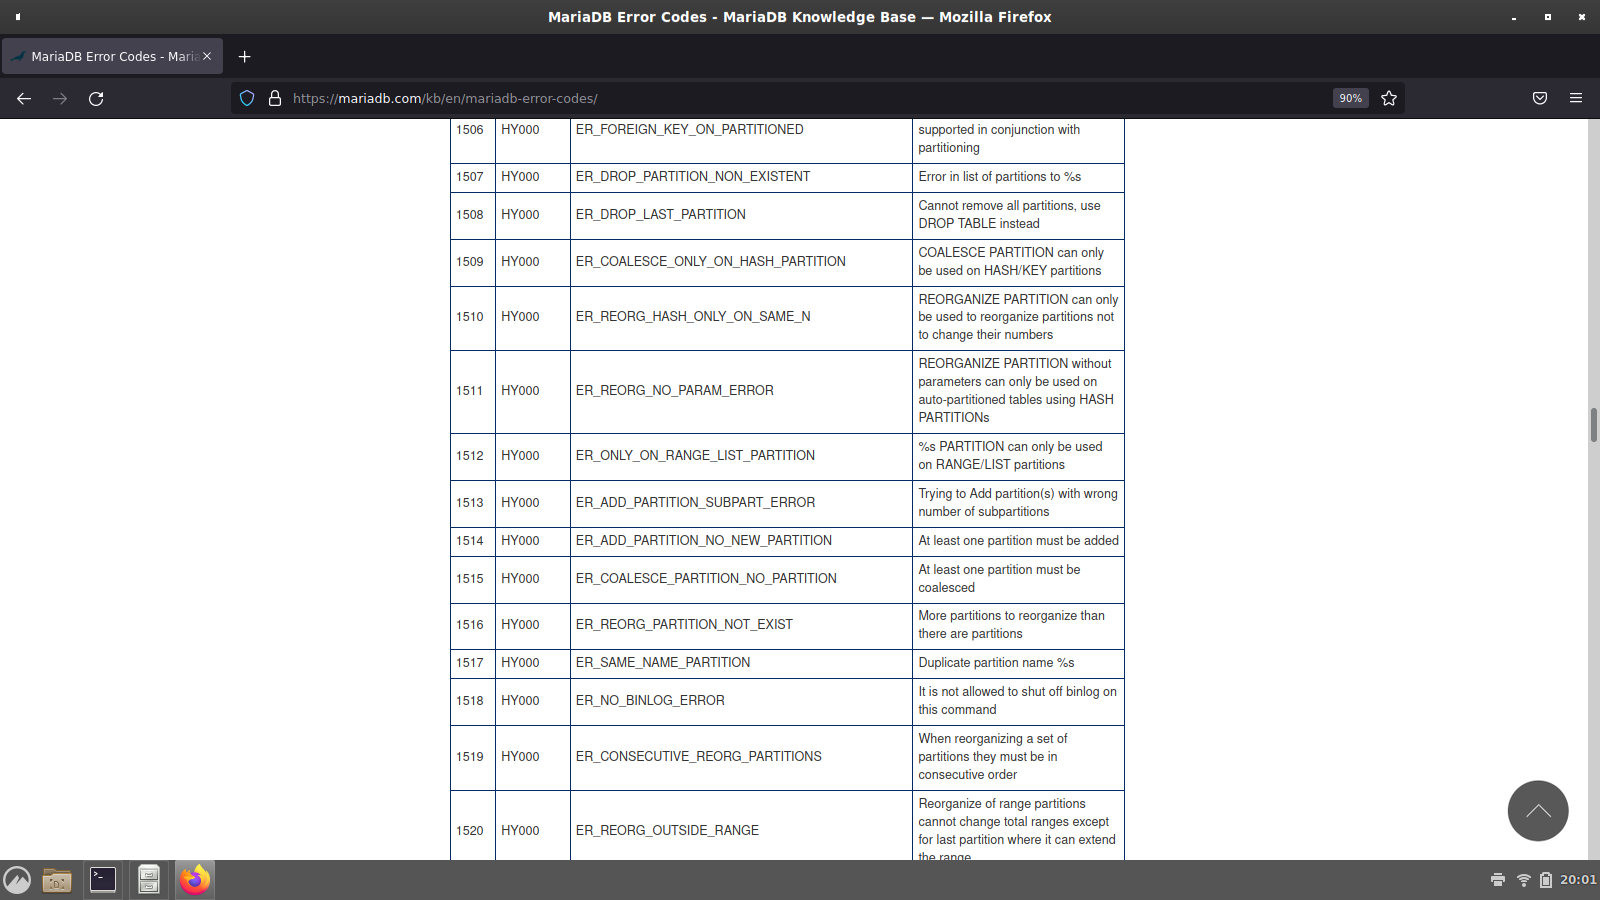 MariaDB Error Codes - MariaDB Knowledge Base — Mozilla Firefox
MariaDB Error Codes - Maria
https://mariadb.com/kb/en/mariadb-error-codes/
90%
1506 HY000 ER_FOREIGN_KEY_ON_PARTITIONED supported in conjunction with
partitioning
1507 HY000 ER_DROP_PARTITION_NON_EXISTENT Error in list of partitions to %s
1508 HY000 ER_DROP_LAST_PARTITION Cannot remove all partitions, use
DROP TABLE instead
1509 HY000 ER_COALESCE_ONLY_ON_HASH_PARTITION COALESCE PARTITION can only
be used on HASH/KEY partitions
1510 HY000 ER_REORG_HASH_ONLY_ON_SAME_N REORGANIZE PARTITION can only
be used to reorganize partitions not
to change their numbers
1511 HY000 ER_REORG_NO_PARAM_ERROR REORGANIZE PARTITION without
parameters can only be used on
auto-partitioned tables using HASH
PARTITIONs
1512 HY000 ER_ONLY_ON_RANGE_LIST_PARTITION %s PARTITION can only be used
on RANGE/LIST partitions
1513 HY000 ER_ADD_PARTITION_SUBPART_ERROR Trying to Add partition(s) with wrong
number of subpartitions
1514 HY000 ER_ADD_PARTITION_NO_NEW_PARTITION At least one partition must be added
1515 HY000 ER_COALESCE_PARTITION_NO_PARTITION At least one partition must be
coalesced
1516 HY000 ER_REORG_PARTITION_NOT_EXIST More partitions to reorganize than
there are partitions
1517 HY000 ER_SAME_NAME_PARTITION Duplicate partition name %s
1518 HY000 ER_NO_BINLOG_ERROR It is not allowed to shut off binlog on
this command
1519 HY000 ER_CONSECUTIVE_REORG_PARTITIONS When reorganizing a set of
partitions they must be in
consecutive order
1520 HY000 ER_REORG_OUTSIDE_RANGE Reorganize of range partitions
cannot change total ranges except
for last partition where it can extend
the range
20:01